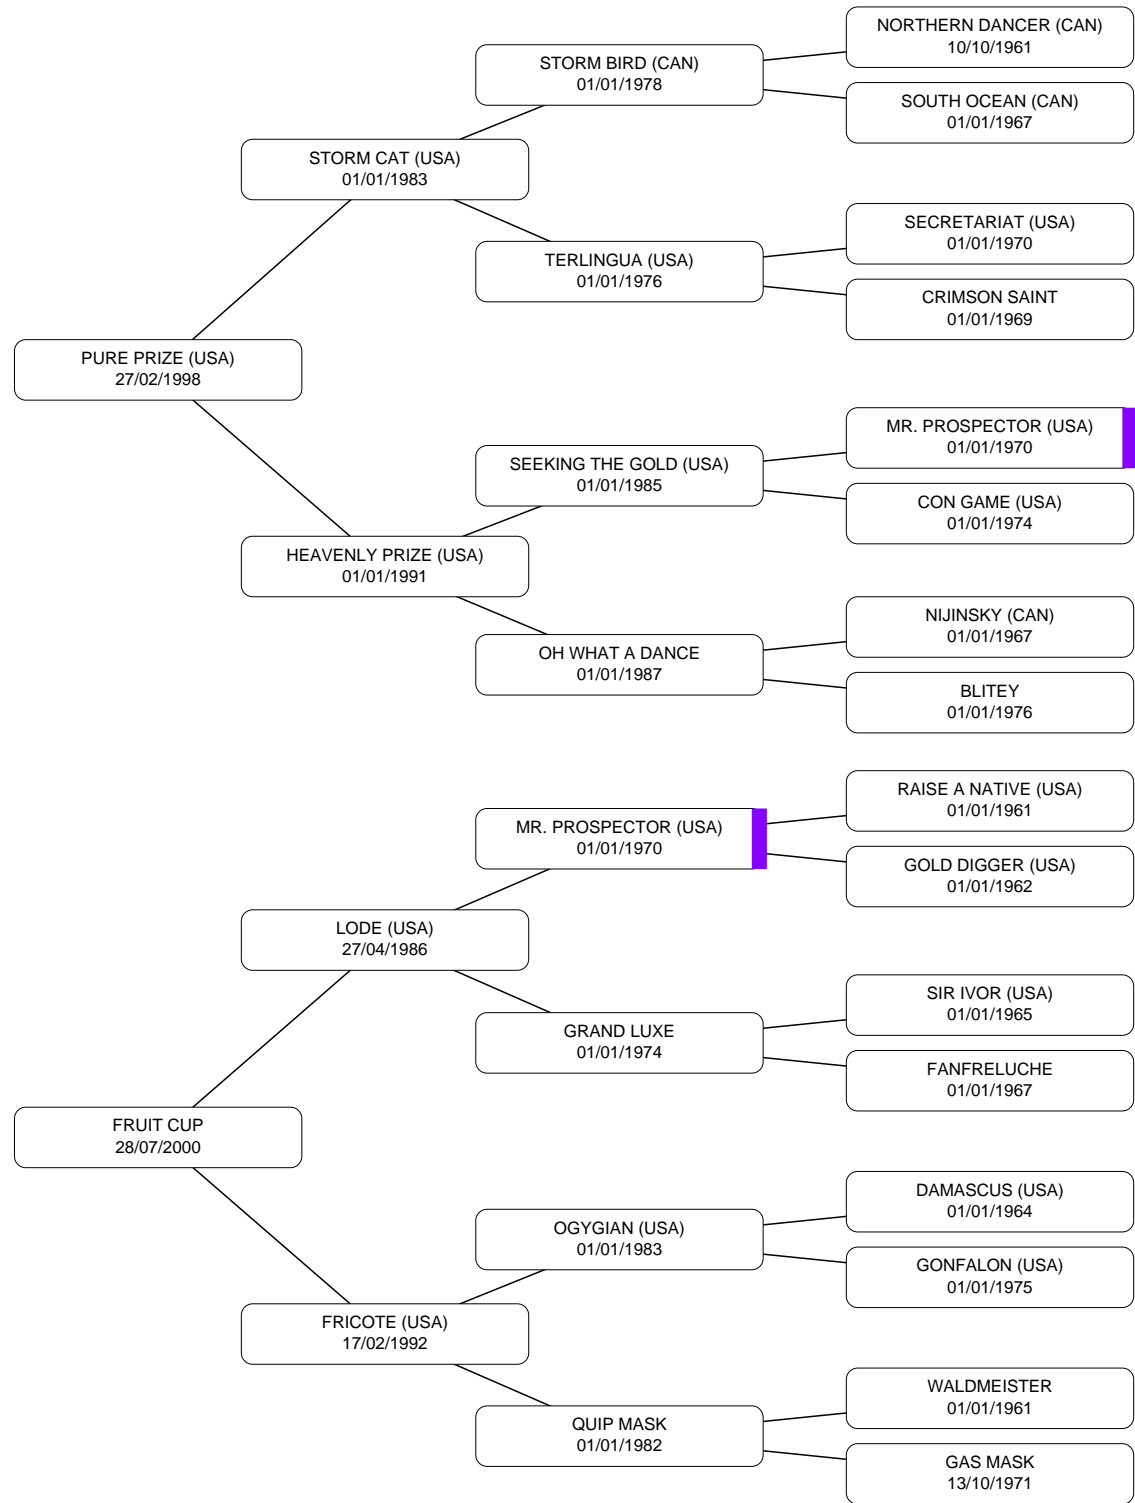 NORTHERN DANCER (CAN)
10/10/1961
STORM BIRD (CAN)
01/01/1978
SOUTH OCEAN (CAN)
01/01/1967
STORM CAT (USA)
01/01/1983
SECRETARIAT (USA)
01/01/1970
TERLINGUA (USA)
01/01/1976
CRIMSON SAINT
01/01/1969
PURE PRIZE (USA)
27/02/1998
MR. PROSPECTOR (USA)
01/01/1970
SEEKING THE GOLD (USA)
01/01/1985
CON GAME (USA)
01/01/1974
HEAVENLY PRIZE (USA)
01/01/1991
NIJINSKY (CAN)
01/01/1967
OH WHAT A DANCE
01/01/1987
BLITEY
01/01/1976
RAISE A NATIVE (USA)
01/01/1961
MR. PROSPECTOR (USA)
01/01/1970
GOLD DIGGER (USA)
01/01/1962
LODE (USA)
27/04/1986
SIR IVOR (USA)
01/01/1965
GRAND LUXE
01/01/1974
FANFRELUCHE
01/01/1967
FRUIT CUP
28/07/2000
DAMASCUS (USA)
01/01/1964
OGYGIAN (USA)
01/01/1983
GONFALON (USA)
01/01/1975
FRICOTE (USA)
17/02/1992
WALDMEISTER
01/01/1961
QUIP MASK
01/01/1982
GAS MASK
13/10/1971